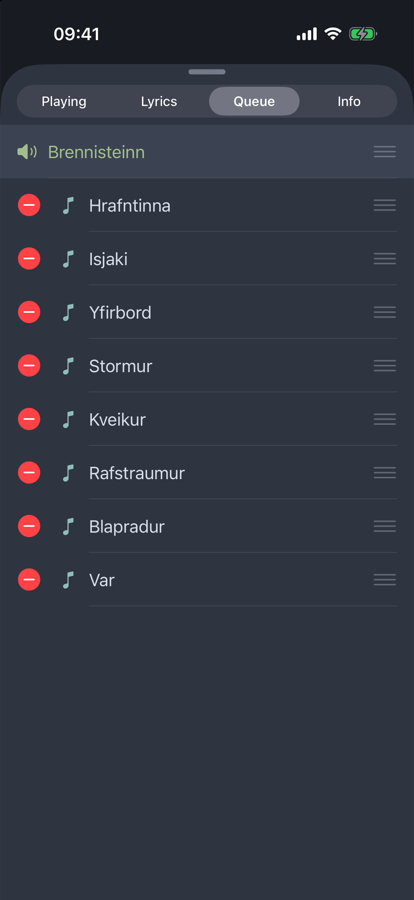 09:41
Playing Lyrics Queue Info
Brennisteinn
Hrafntinna
Isjaki
Yfirbord
Stormur
Kveikur
Rafstraumur
Blapradur
Var